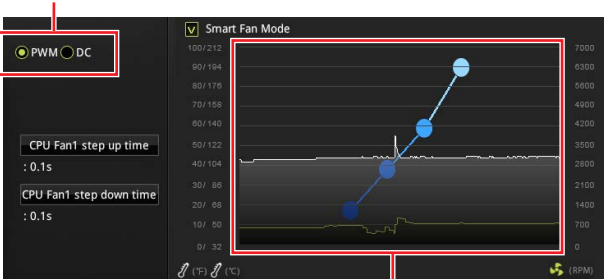 V Smart Fan Mode
PWM DC
100/212 7000
90/194 6300
80/176 5600
70/158 4900
60/140 4200
50/122 3500
40/104 2800
30/ 86 2100
20/ 68 1400
10/ 50 700
0/ 32 0
CPU Fan1 step up time
: 0.1s
CPU Fan1 step down time
: 0.1s
(°F) (°C) (RPM)